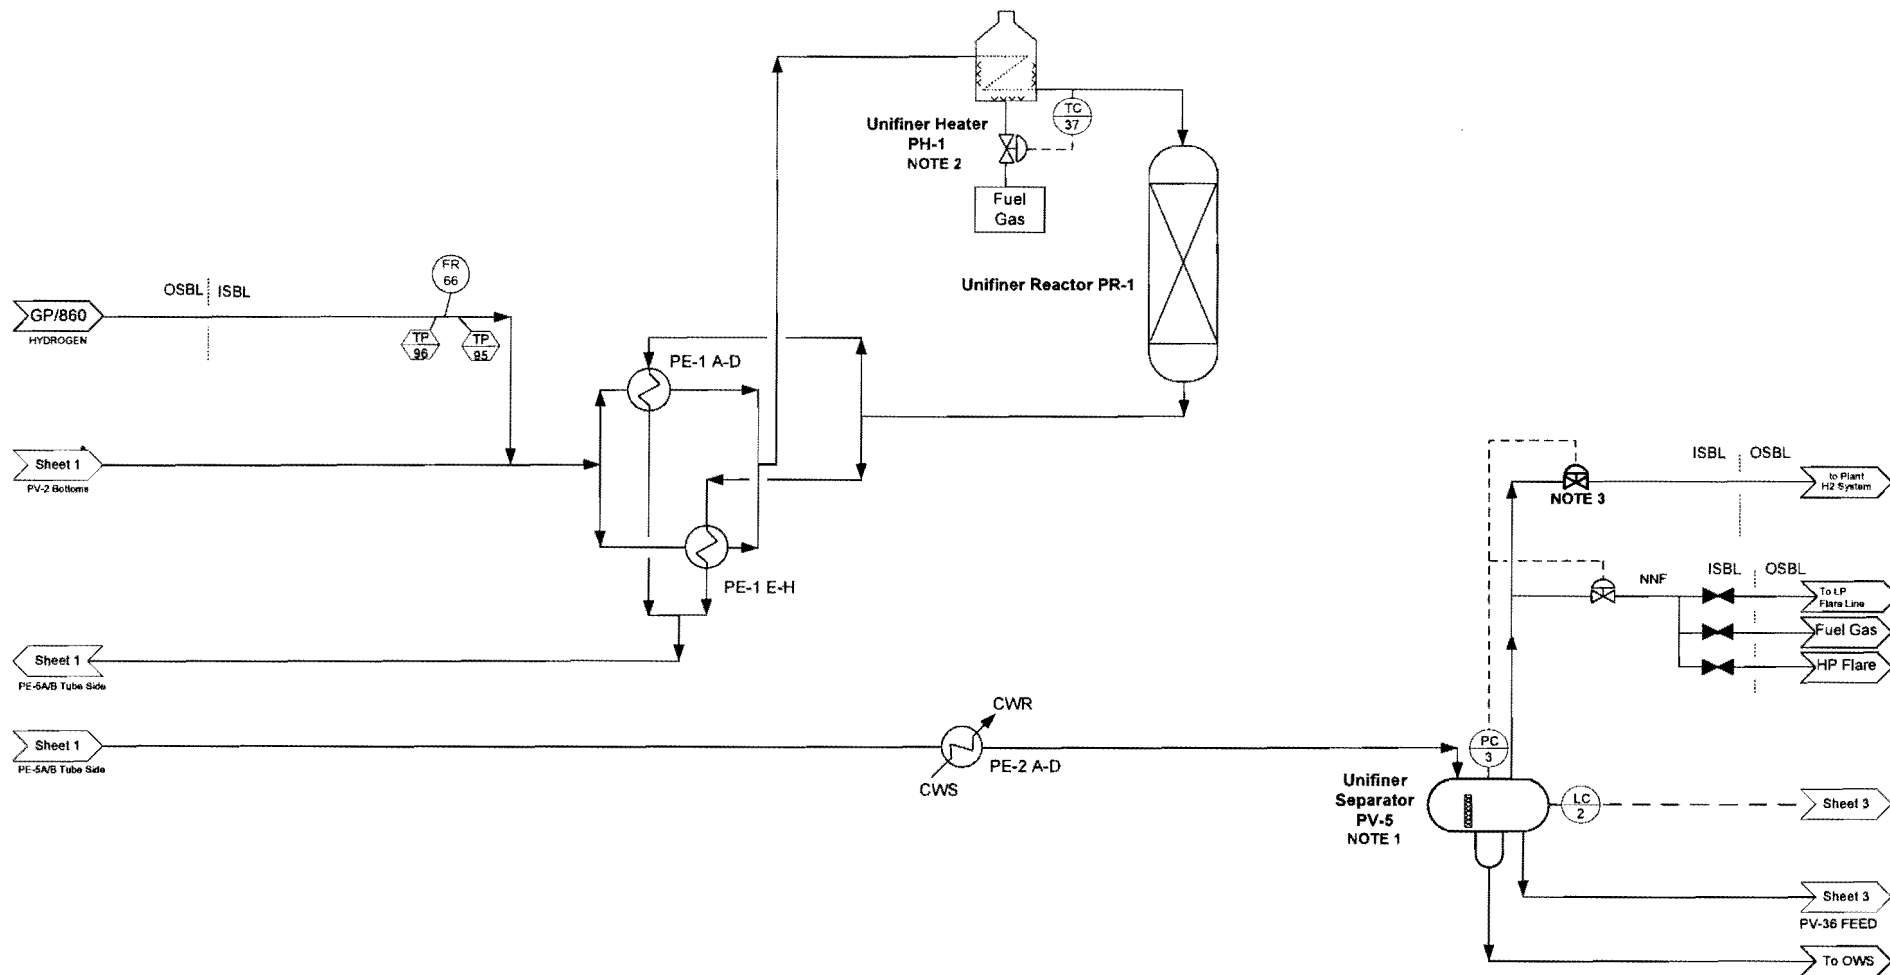 Unifiner Heater
PH-1
NOTE 2
TC
37
Fuel
Gas
Unifiner Reactor PR-1
FR
66
OSBL
ISBL
GP/860
HYDROGEN
TP
96
TP
95
PE-1 A-D
Sheet 1
PV-2 Bottoms
PE-1 E-H
Sheet 1
PE-5A/B Tube Side
Sheet 1
PE-5A/B Tube Side
CWR
PE-2 A-D
CWS
ISBL
OSBL
to Plant
H2 System
NOTE 3
NNF
ISBL
OSBL
To LP
Flare Line
Fuel Gas
HP Flare
PC
3
Unifiner
Separator
PV-5
NOTE 1
LC
2
Sheet 3
Sheet 3
PV-36 FEED
To OWS